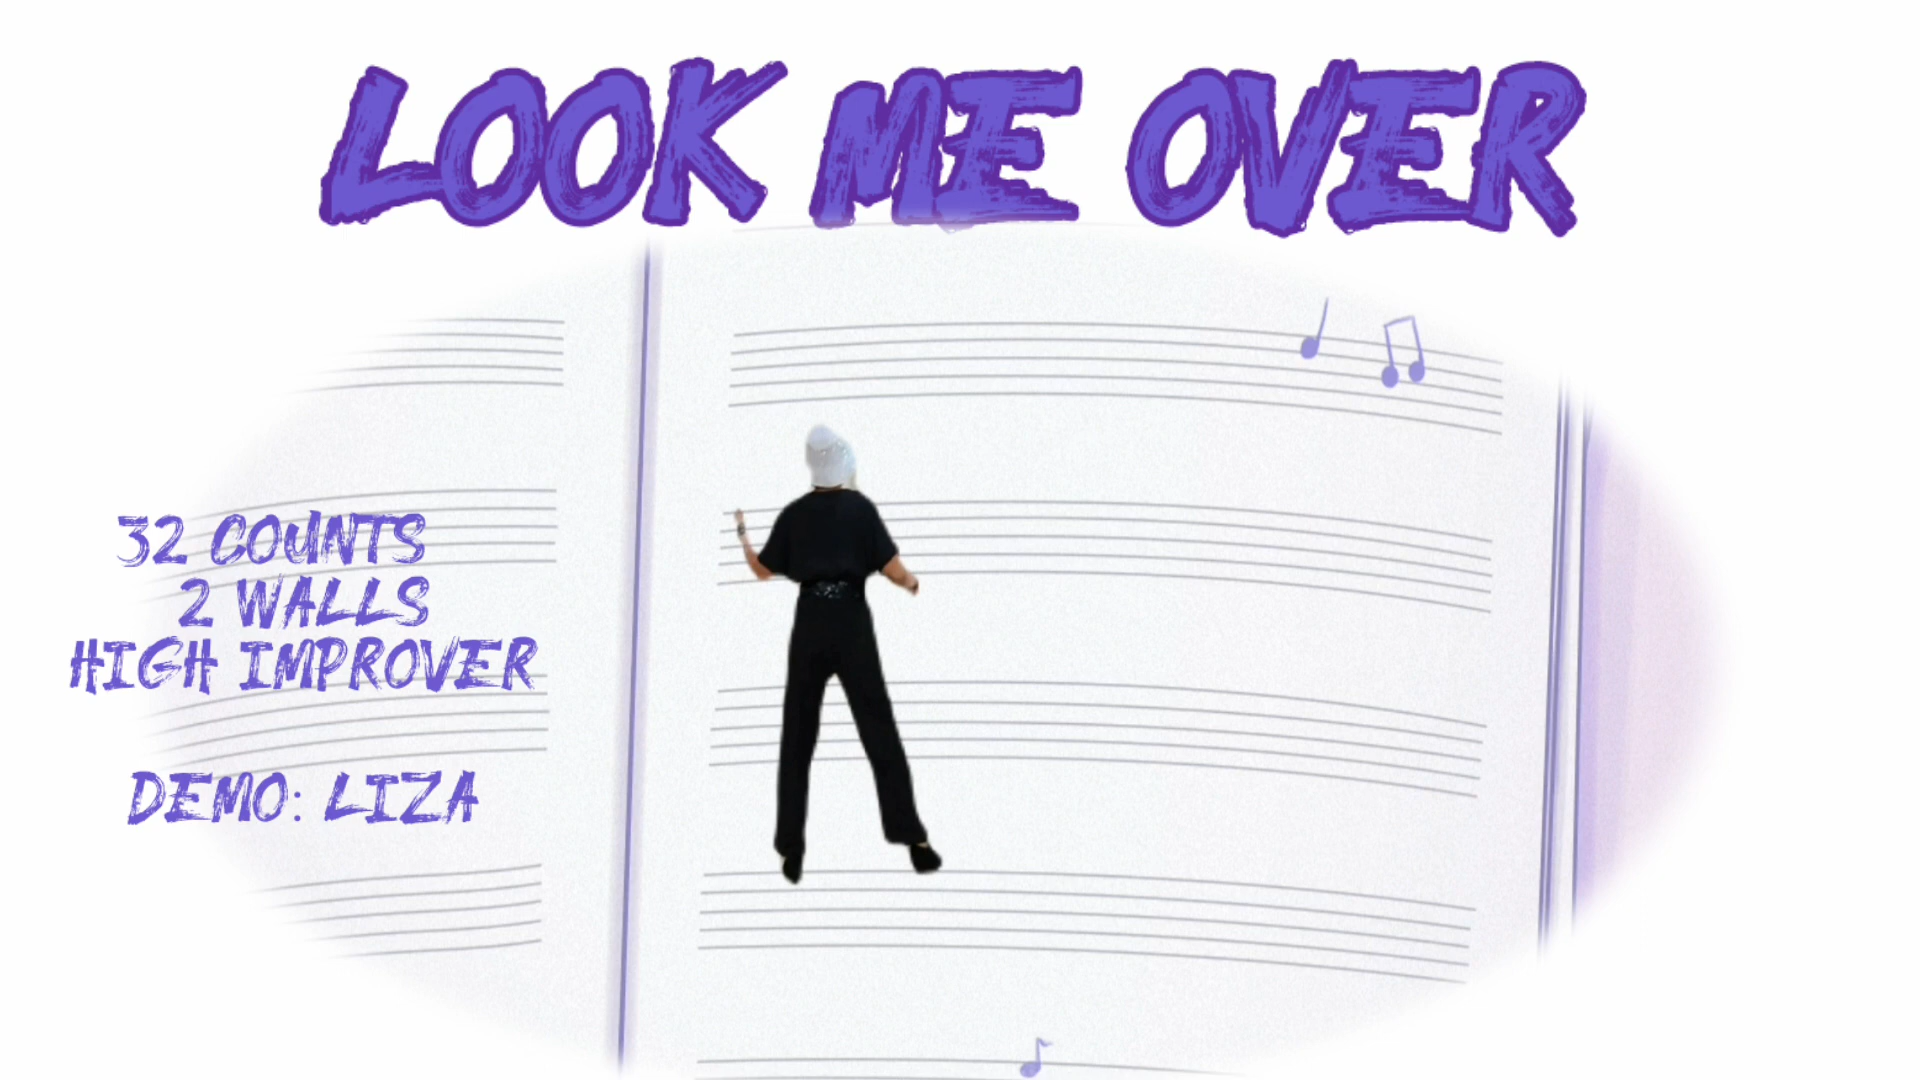 LOOK ME OVER
32 COUNTS
2 WALLS
HIGH IMPROVER
DEMO: LIZA